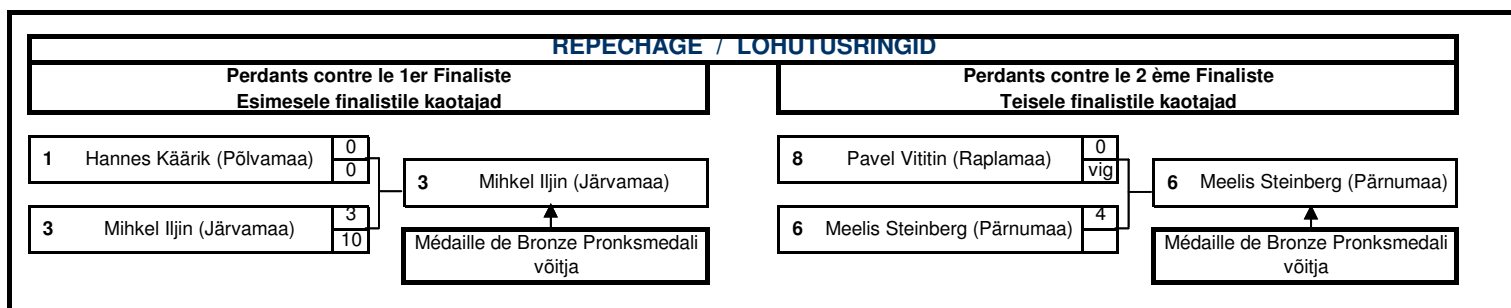 REPECHAGE / LOHUTUSRINGID
Perdants contre le 1er Finaliste
Esimesele finalistile kaotajad
Perdants contre le 2 ème Finaliste
Teisele finalistile kaotajad
1 Hannes Käärik (Põlvamaa) 0
0
3 Mihkel Iljin (Järvamaa)
3 Mihkel Iljin (Järvamaa) 3
10
Médaille de Bronze Pronksmedali
võitja
8 Pavel Vititin (Raplamaa) 0
vig
6 Meelis Steinberg (Pärnumaa)
6 Meelis Steinberg (Pärnumaa) 4
Médaille de Bronze Pronksmedali
võitja